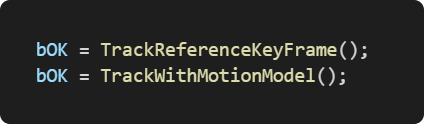 bOK = TrackReferenceKeyFrame();
bOK = TrackWithMotionModel();